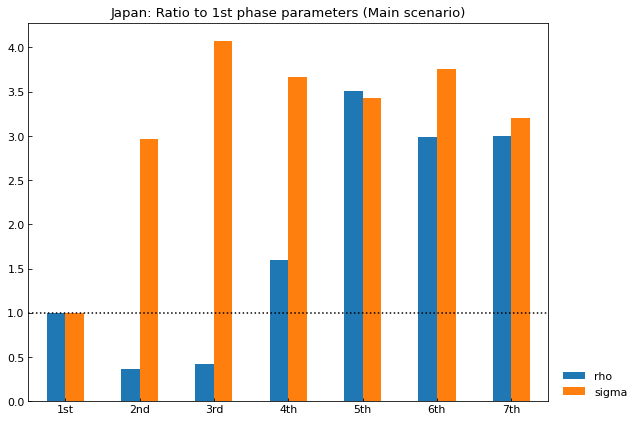 Japan: Ratio to 1st phase parameters (Main scenario)
4.0
3.5
3.0
2.5
2.0
1.5
1.0
0.5
0.0
1st 2nd 3rd 4th 5th 6th 7th
rho
sigma